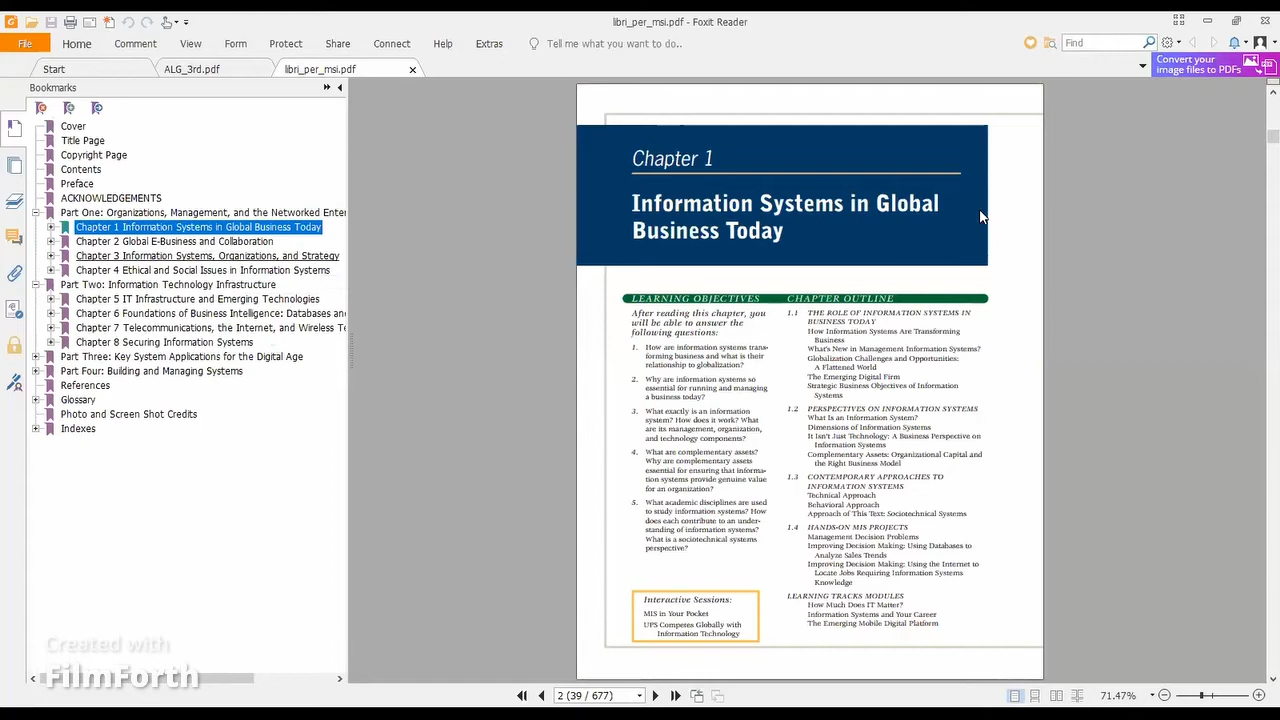 libri_per_msi.pdf - Foxit Reader
File Home Comment View Form Protect Share Connect Help Extras Tell me what you want to do.. Find
Start ALG_3rd.pdf libri_per_msi.pdf
Convert your
image files to PDFs
Bookmarks
Cover
Title Page
Copyright Page
Contents
Preface
ACKNOWLEDGEMENTS
Part One: Organizations, Management, and the Networked Enter
Chapter 1 Information Systems in Global Business Today
Chapter 2 Global E-Business and Collaboration
Chapter 3 Information Systems, Organizations, and Strategy
Chapter 4 Ethical and Social Issues in Information Systems
Part Two: Information Technology Infrastructure
Chapter 5 IT Infrastructure and Emerging Technologies
Chapter 6 Foundations of Business Intelligence: Databases and
Chapter 7 Telecommunications, the Internet, and Wireless T
Chapter 8 Securing Information Systems
Part Three: Key System Applications for the Digital Age
Part Four: Building and Managing Systems
References
Glossary
Photo and Screen Shot Credits
Indexes
Created with
FilmForth
Chapter 1
Information Systems in Global
Business Today
LEARNING OBJECTIVES
After reading this chapter, you
will be able to answer the
following questions:
1. How are information systems trans-
forming business and what is their
relationship to globalization?
2. Why are information systems so
essential for running and managing
a business today?
3. What exactly is an information
system? How does it work? What
are its management, organization,
and technology components?
4. What are complementary assets?
Why are complementary assets
essential for ensuring that informa-
tion systems provide genuine value
for an organization?
5. What academic disciplines are used
to study information systems? How
does each contribute to an under-
standing of information systems?
What is a sociotechnical systems
perspective?
Interactive Sessions:
MIS in Your Pocket
UPS Competes Globally with
Information Technology
CHAPTER OUTLINE
1.1 THE ROLE OF INFORMATION SYSTEMS IN
BUSINESS TODAY
How Information Systems Are Transforming
Business
What's New in Management Information Systems?
Globalization Challenges and Opportunities:
A Flattened World
The Emerging Digital Firm
Strategic Business Objectives of Information
Systems
1.2 PERSPECTIVES ON INFORMATION SYSTEMS
What Is an Information System?
Dimensions of Information Systems
It Isn't Just Technology: A Business Perspective on
Information Systems
Complementary Assets: Organizational Capital and
the Right Business Model
1.3 CONTEMPORARY APPROACHES TO
INFORMATION SYSTEMS
Technical Approach
Behavioral Approach
Approach of This Text: Sociotechnical Systems
1.4 HANDS-ON MIS PROJECTS
Management Decision Problems
Improving Decision Making: Using Databases to
Analyze Sales Trends
Improving Decision Making: Using the Internet to
Locate Jobs Requiring Information Systems
Knowledge
LEARNING TRACKS MODULES
How Much Does IT Matter?
Information Systems and Your Career
The Emerging Mobile Digital Platform
2 (39 / 677) 71.47%